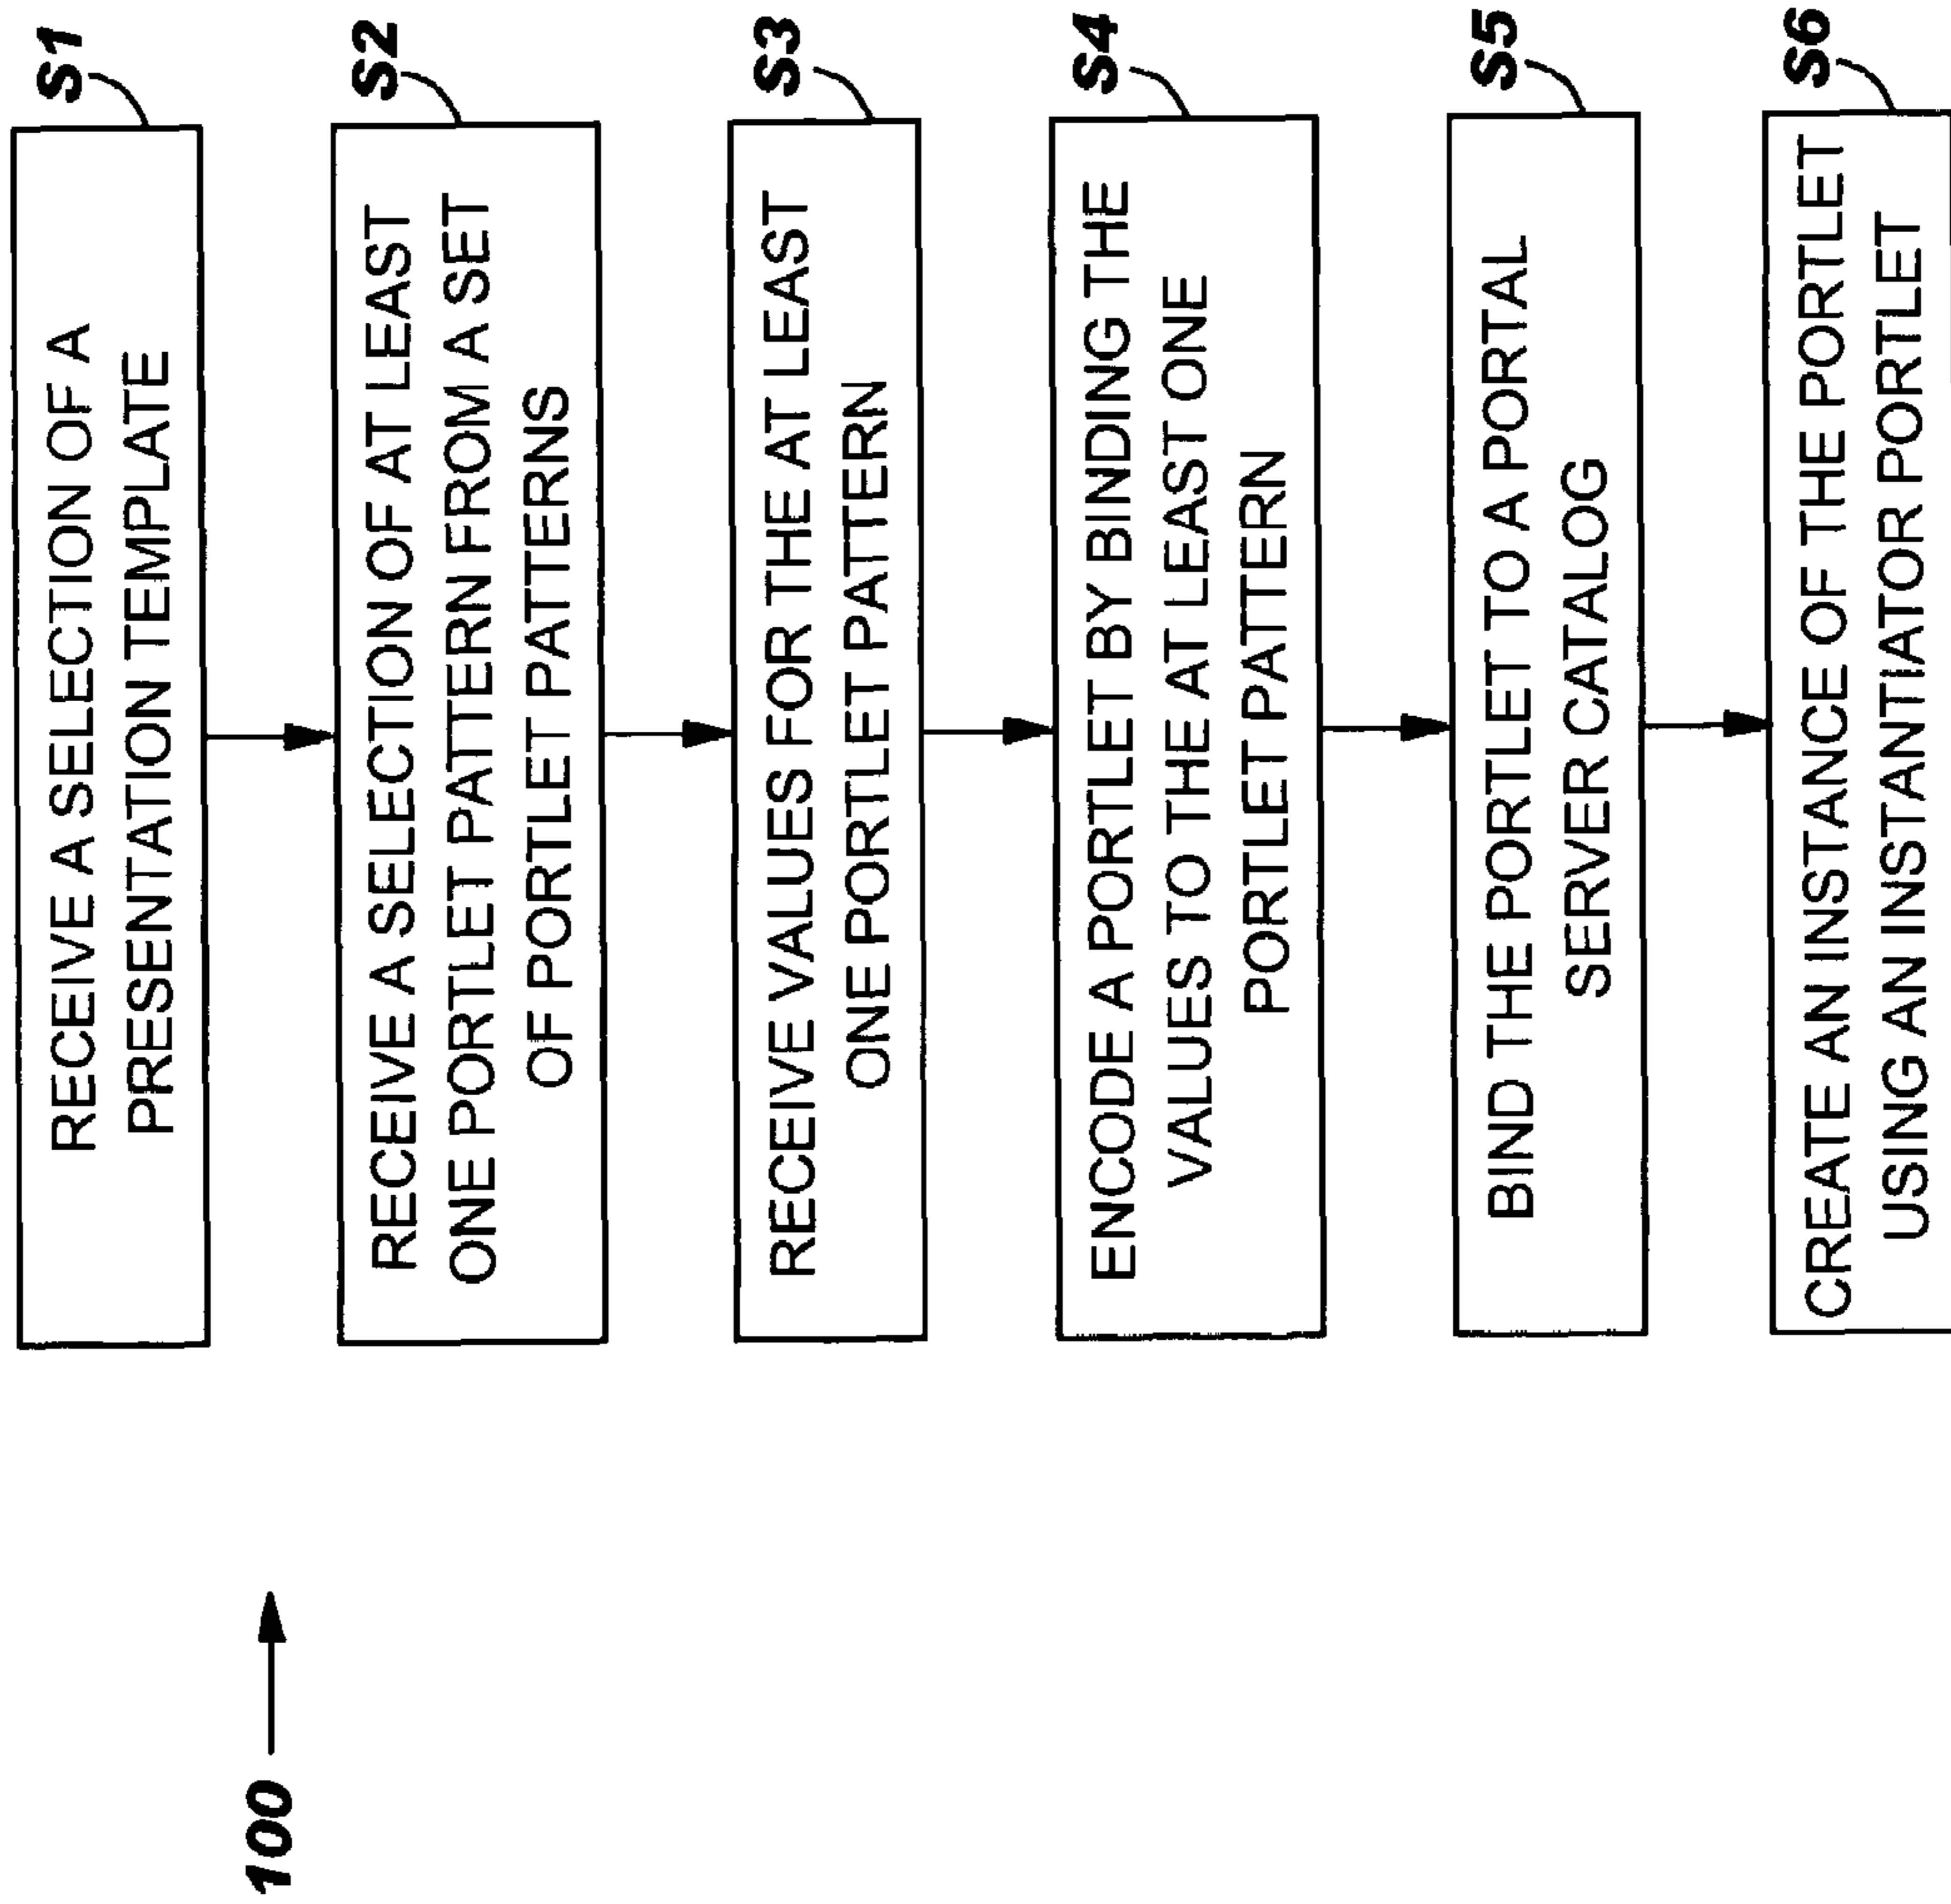 100
RECEIVE A SELECTION OF A
PRESENTATION TEMPLATE
S1
RECEIVE A SELECTION OF AT LEAST
ONE PORTLET PATTERN FROM A SET
OF PORTLET PATTERNS
S2
RECEIVE VALUES FOR THE AT LEAST
ONE PORTLET PATTERN
S3
ENCODE A PORTLET BY BINDING THE
VALUES TO THE AT LEAST ONE
PORTLET PATTERN
S4
BIND THE PORTLET TO A PORTAL
SERVER CATALOG
S5
CREATE AN INSTANCE OF THE PORTLET
USING AN INSTANTIATOR PORTLET
S6